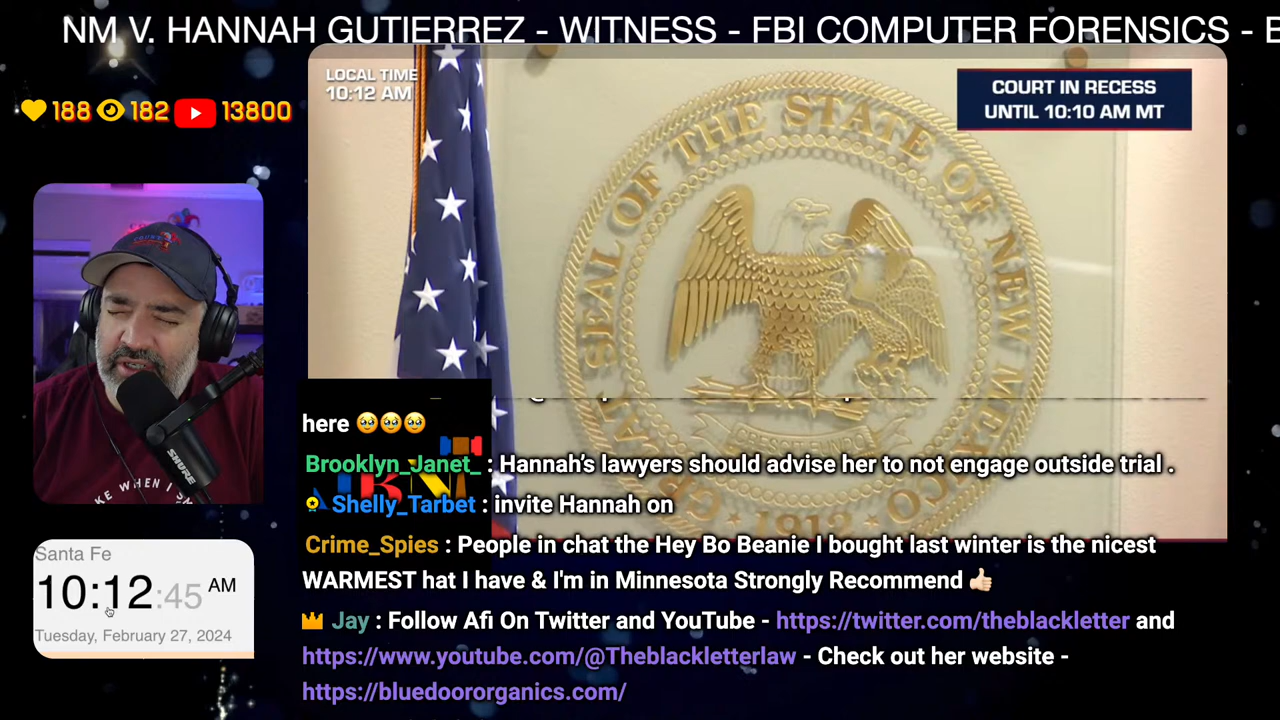 NM V. HANNAH GUTIERREZ - WITNESS - FBI COMPUTER FORENSICS - E
LOCAL TIME
10:12 AM
COURT IN RECESS
UNTIL 10:10 AM MT
188 182 13800
GREAT SEAL OF THE STATE OF NEW MEXICO
1912
here 🥹🥹🥹
Brooklyn_Janet_ : Hannah's lawyers should advise her to not engage outside trial .
Shelly_Tarbet : invite Hannah on
Crime_Spies : People in chat the Hey Bo Beanie I bought last winter is the nicest
WARMEST hat I have & I'm in Minnesota Strongly Recommend 👍🏻
Jay : Follow Afi On Twitter and YouTube - https://twitter.com/theblackletter and
https://www.youtube.com/@Theblackletterlaw - Check out her website -
https://bluedoororganics.com/
SHURE
KE WHEN I
Santa Fe
10:12:45 AM
Tuesday, February 27, 2024